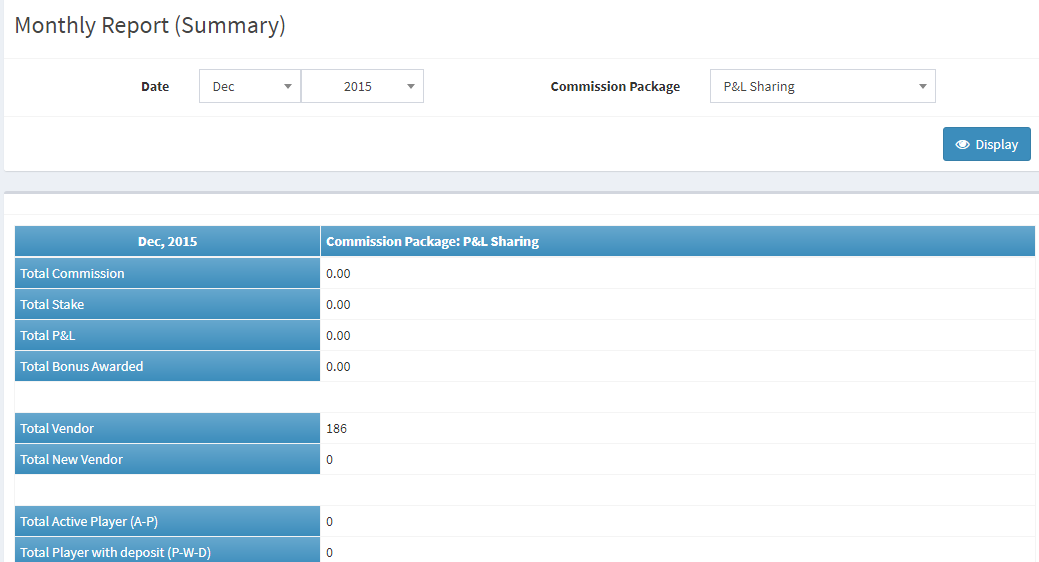 Monthly Report (Summary)
Date Dec 2015 Commission Package P&L Sharing
Display
Dec, 2015 Commission Package: P&L Sharing
Total Commission 0.00
Total Stake 0.00
Total P&L 0.00
Total Bonus Awarded 0.00
Total Vendor 186
Total New Vendor 0
Total Active Player (A-P) 0
Total Player with deposit (P-W-D) 0